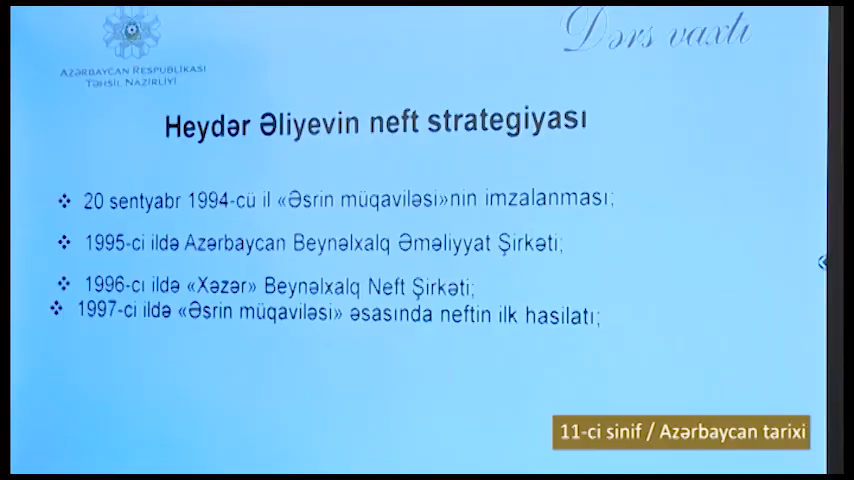 Dərs vaxtı
AZƏRBAYCAN RESPUBLİKASI
TƏHSİL NAZİRLİYİ
Heydər Əliyevin neft strategiyası
20 sentyabr 1994-cü il «Əsrin müqaviləsi»nin imzalanması;
1995-ci ildə Azərbaycan Beynəlxalq Əməliyyat Şirkəti;
1996-cı ildə «Xəzər» Beynəlxalq Neft Şirkəti;
1997-ci ildə «Əsrin müqaviləsi» əsasında neftin ilk hasilatı;
11-ci sinif / Azərbaycan tarixi